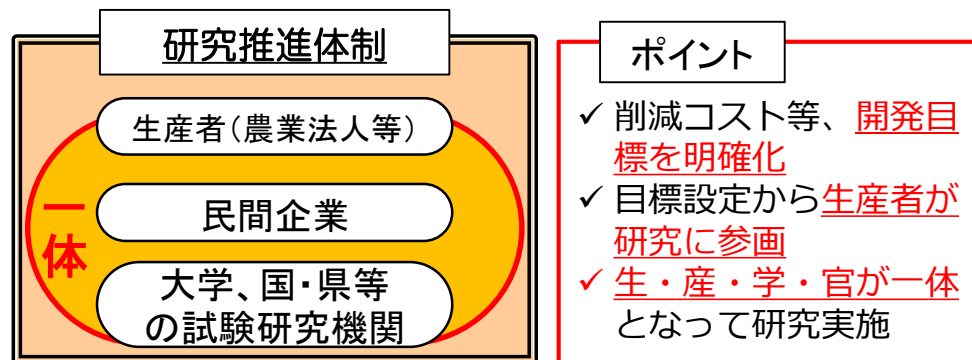 研究推進体制
生産者(農業法人等)
民間企業
大学、国・県等
の試験研究機関
一
体
ポイント
✓ 削減コスト等、開発目
標を明確化
✓ 目標設定から生産者が
研究に参画
✓ 生・産・学・官が一体
となって研究実施